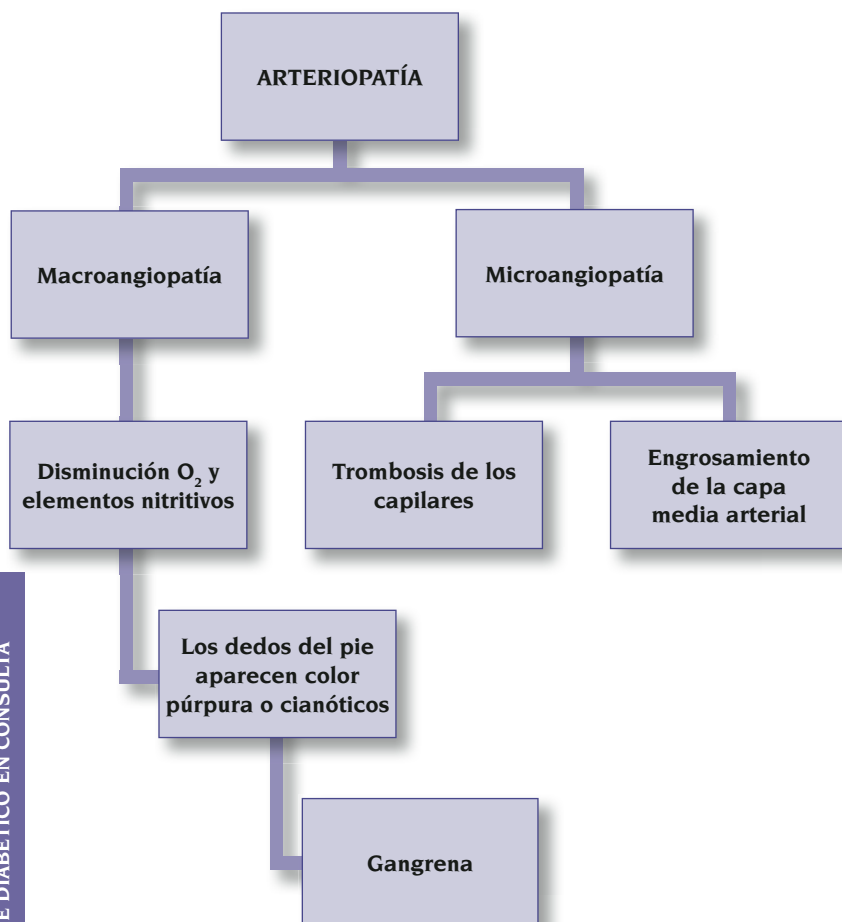 ARTERIOPATÍA
Macroangiopatía
Microangiopatía
Disminución O₂ y
elementos nitritivos
Trombosis de los
capilares
Engrosamiento
de la capa
media arterial
Los dedos del pie
aparecen color
púrpura o cianóticos
Gangrena
DIABÉTICO EN CONSULTA